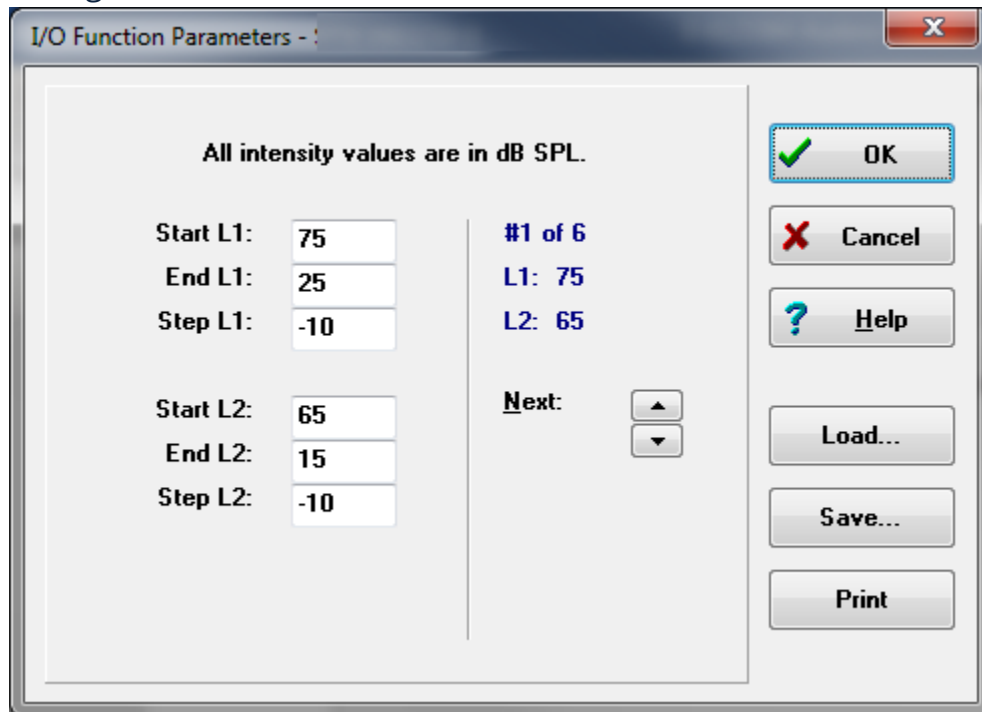 I/O Function Parameters -
All intensity values are in dB SPL.
Start L1: 75
End L1: 25
Step L1: -10
Start L2: 65
End L2: 15
Step L2: -10
#1 of 6
L1: 75
L2: 65
Next:
OK
Cancel
Help
Load...
Save...
Print